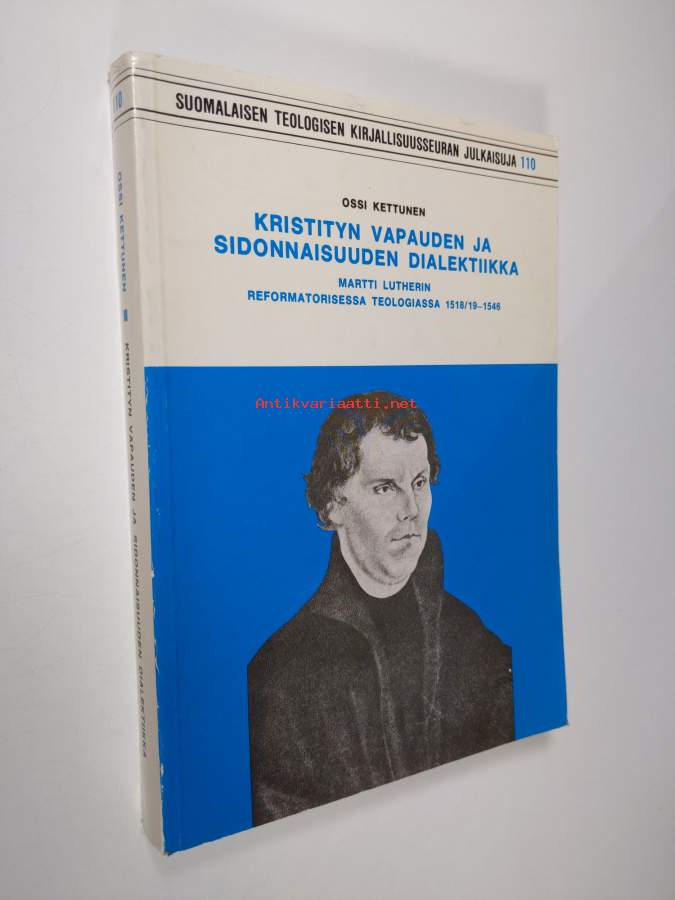 SUOMALAISEN TEOLOGISEN KIRJALLISUUSSEURAN JULKAISUJA 110
OSSI KETTUNEN
KRISTITYN VAPAUDEN JA
SIDONNAISUUDEN DIALEKTIIKKA
MARTTI LUTHERIN
REFORMATORISESSA TEOLOGIASSA 1518/19–1546
Antikvariaatti.net
110
OSSI KETTUNEN KRISTITYN VAPAUDEN JA SIDONNAISUUDEN DIALEKTIIKKA